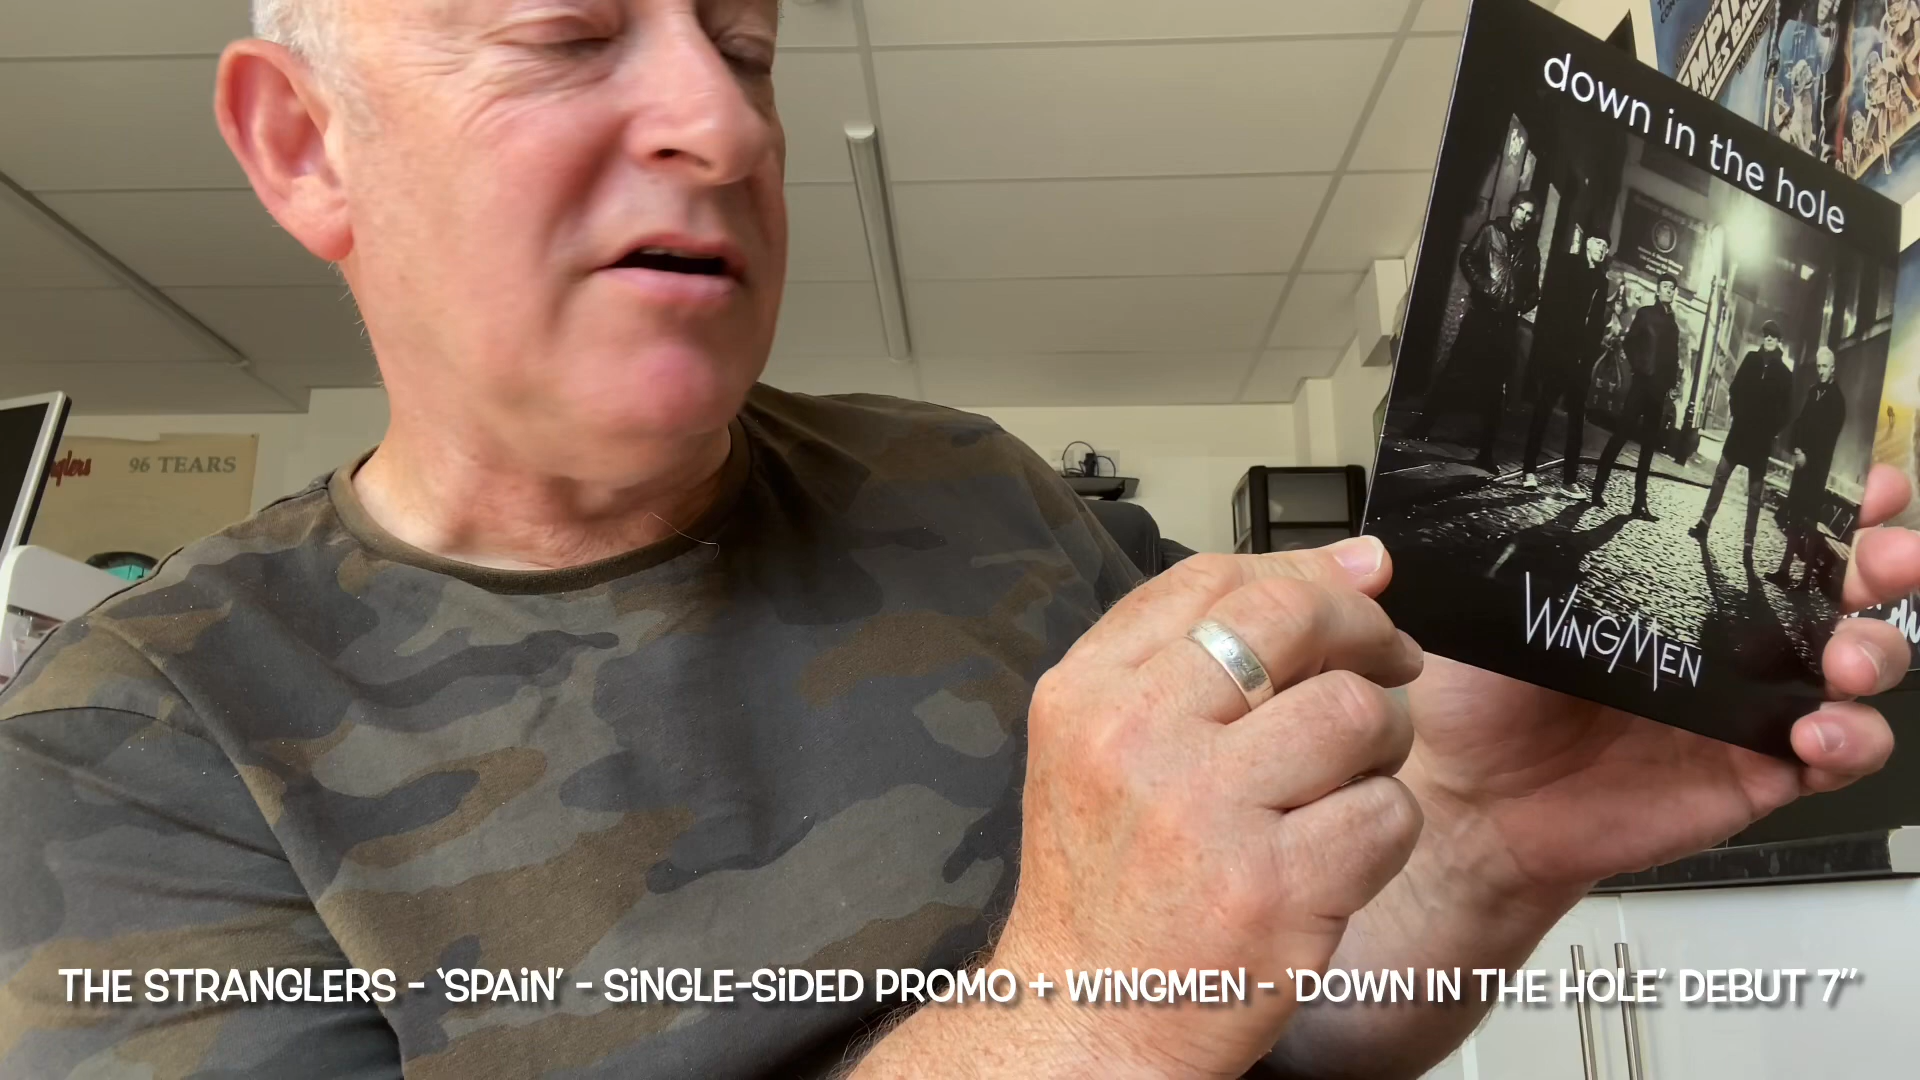 down in the hole
WiNGMEN
96 TEARS
THE STRANGLERS - ‘SPAiN’ - SiNGLE-SiDED PROMO + WiNGMEN - ‘DOWN IN THE HOLE’ DEBUT 7”